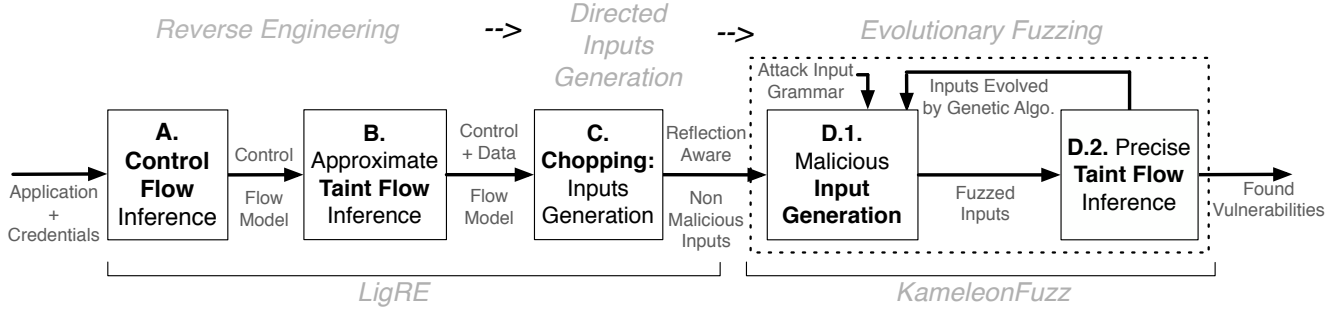 Reverse Engineering
-->
Directed
Inputs
Generation
-->
Evolutionary Fuzzing
Application
+
Credentials
A.
Control
Flow
Inference
Control
Flow
Model
B.
Approximate
Taint Flow
Inference
Control
+ Data
Flow
Model
C.
Chopping:
Inputs
Generation
Reflection
Aware
Non
Malicious
Inputs
Attack Input
Grammar
D.1.
Malicious
Input
Generation
Inputs Evolved
by Genetic Algo.
Fuzzed
Inputs
D.2. Precise
Taint Flow
Inference
Found
Vulnerabilities
LigRE
KameleonFuzz